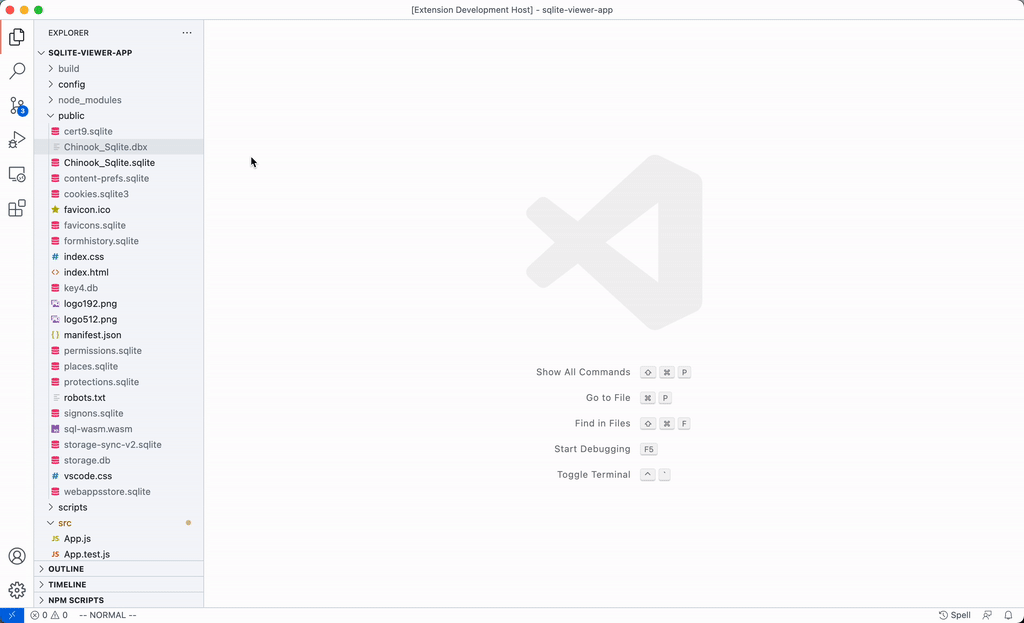 [Extension Development Host] - sqlite-viewer-app
EXPLORER
SQLITE-VIEWER-APP
build
config
node_modules
public
cert9.sqlite
Chinook_Sqlite.dbx
Chinook_Sqlite.sqlite
content-prefs.sqlite
cookies.sqlite3
favicon.ico
favicons.sqlite
formhistory.sqlite
index.css
index.html
key4.db
logo192.png
logo512.png
manifest.json
permissions.sqlite
places.sqlite
protections.sqlite
robots.txt
signons.sqlite
sql-wasm.wasm
storage-sync-v2.sqlite
storage.db
vscode.css
webappsstore.sqlite
scripts
src
JS App.js
JS App.test.js
OUTLINE
TIMELINE
NPM SCRIPTS
3
Show All Commands ⇧ ⌘ P
Go to File ⌘ P
Find in Files ⇧ ⌘ F
Start Debugging F5
Toggle Terminal ^ `
0 0 -- NORMAL --
Spell